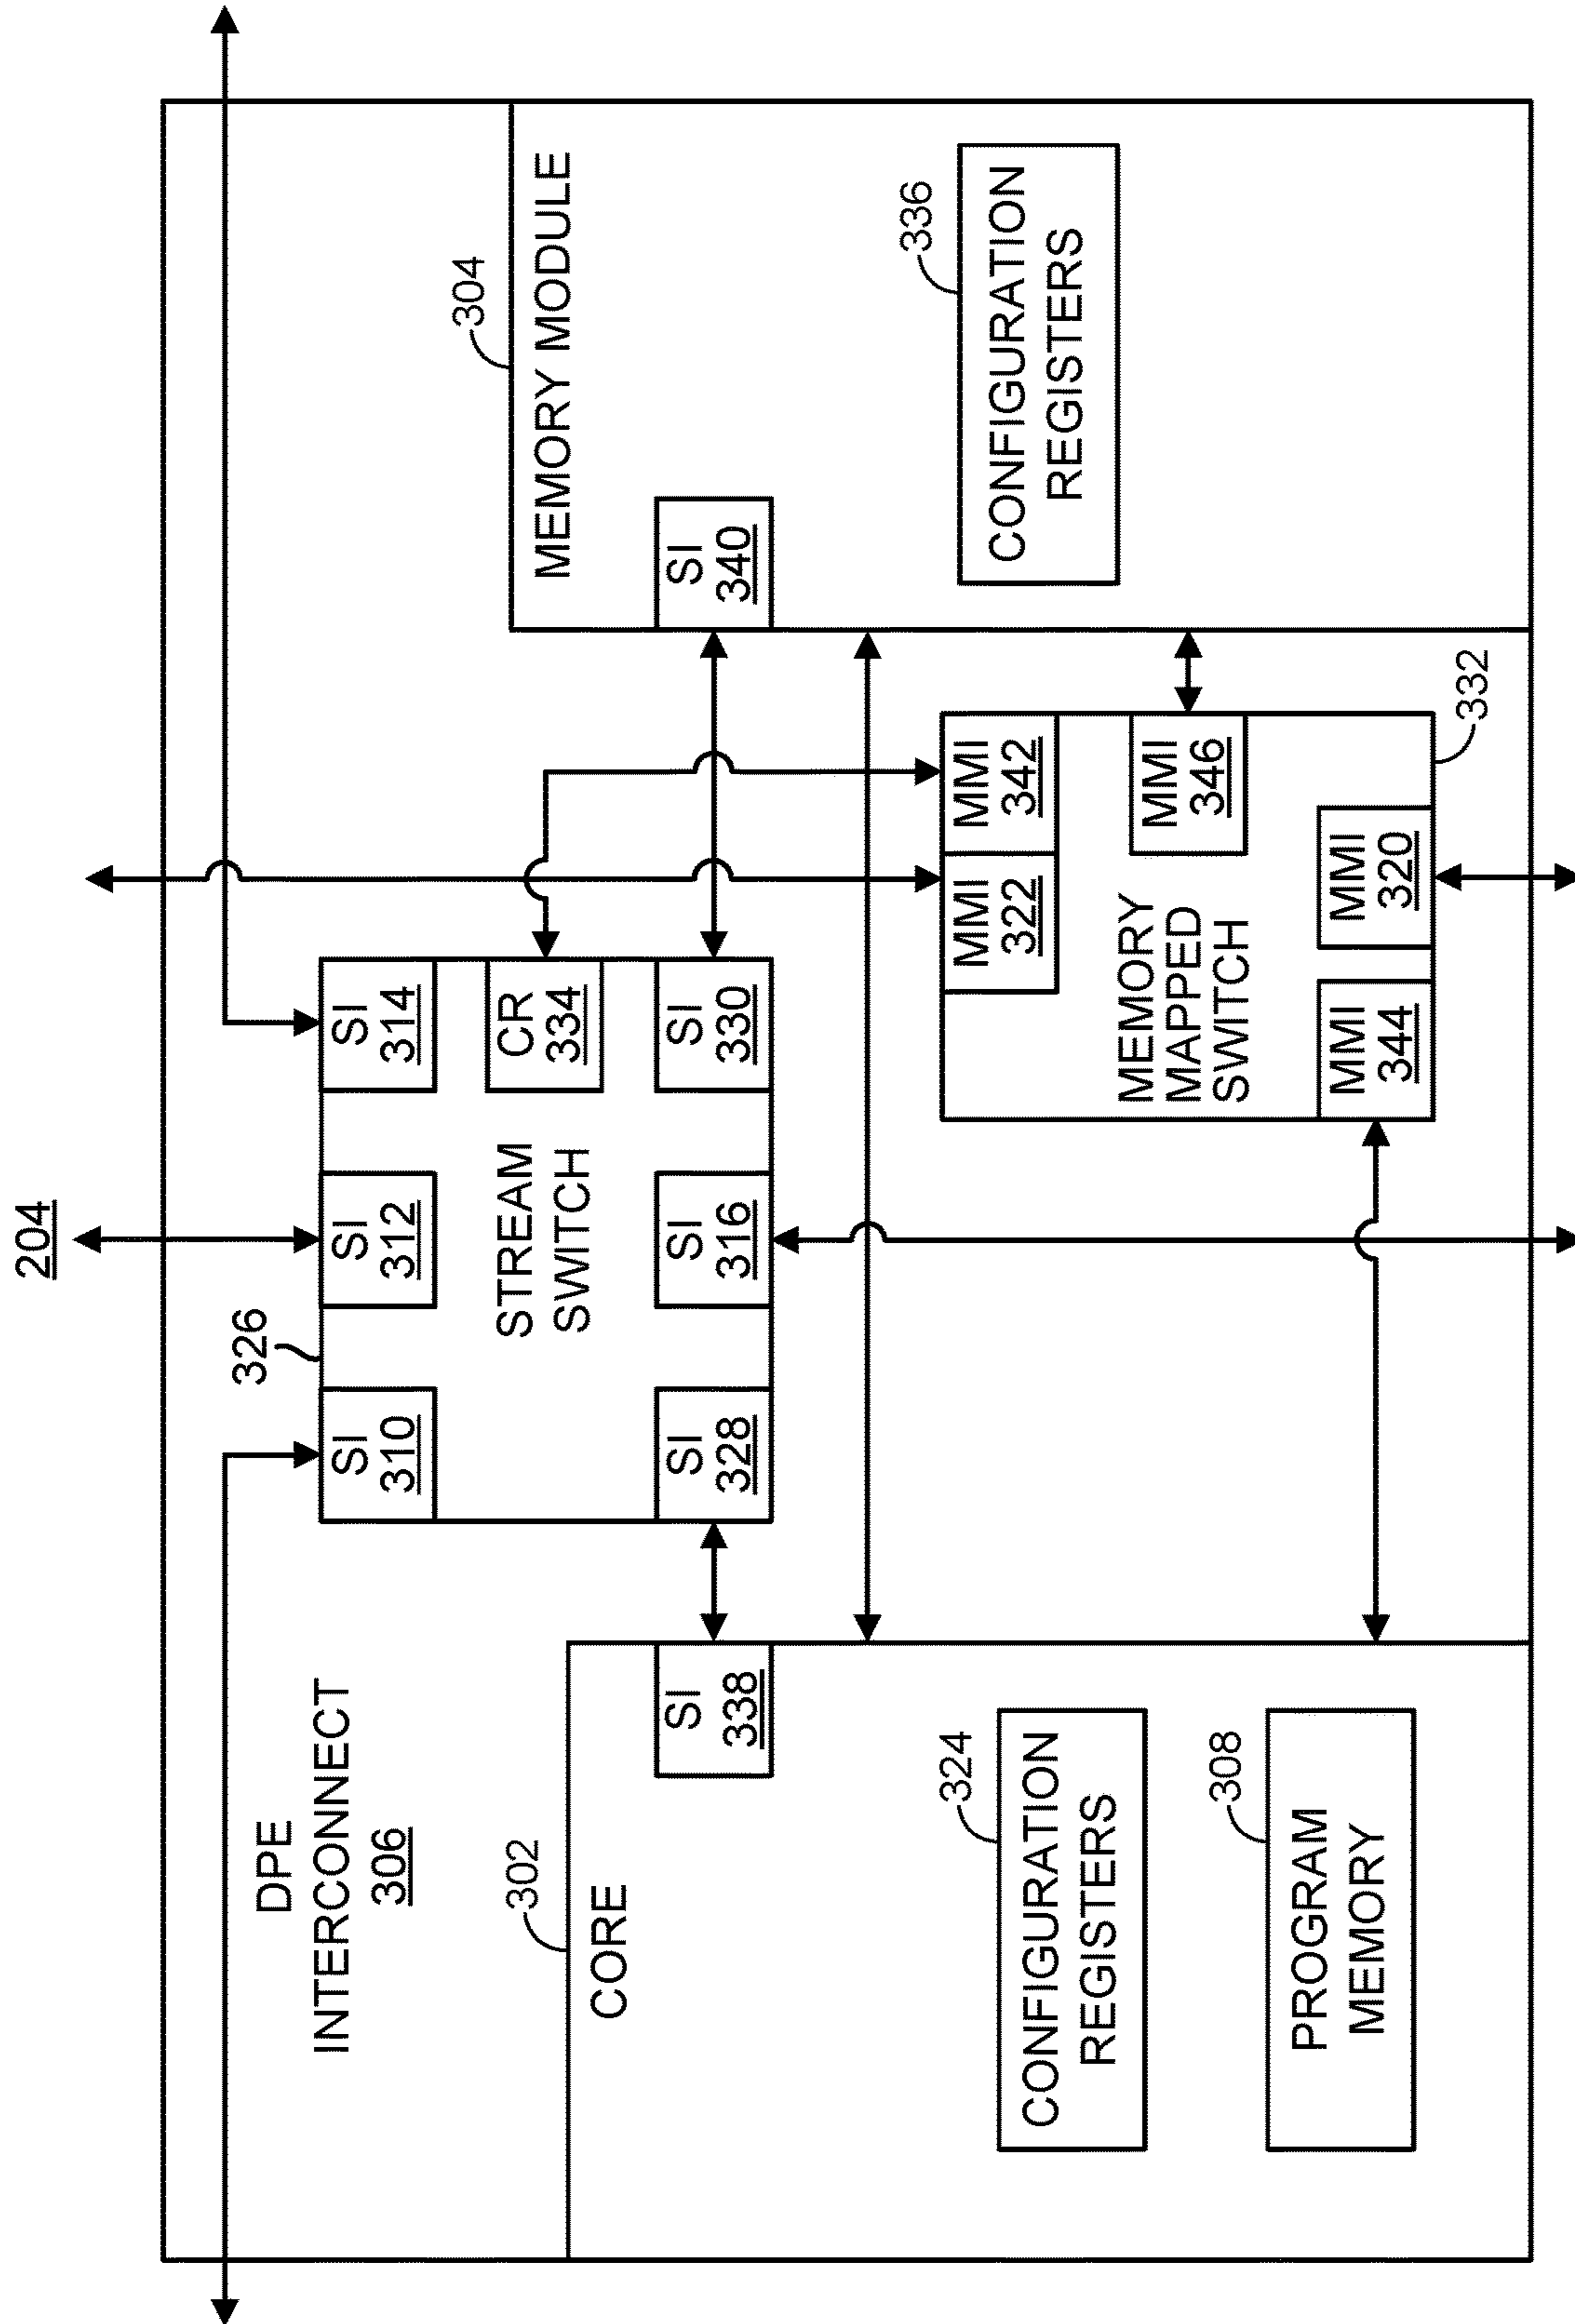 204
DPE
INTERCONNECT
306
326
SI
310
SI
312
SI
314
STREAM
SWITCH
CR
334
SI
328
SI
316
SI
330
302
CORE
SI
338
324
CONFIGURATION
REGISTERS
308
PROGRAM
MEMORY
304
MEMORY MODULE
SI
340
336
CONFIGURATION
REGISTERS
MMI
322
MMI
342
MEMORY
MAPPED
SWITCH
MMI
346
MMI
344
MMI
320
332